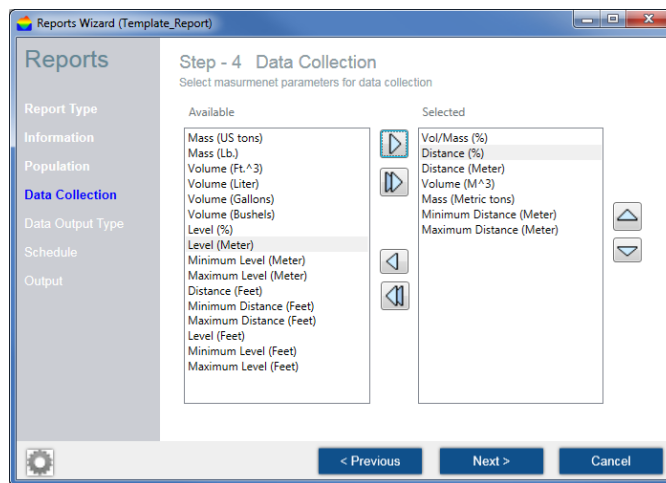 Reports Wizard (Template_Report)
Reports
Report Type
Information
Population
Data Collection
Data Output Type
Schedule
Output
Step - 4 Data Collection
Select masurmenet parameters for data collection
Available
Mass (US tons)
Mass (Lb.)
Volume (Ft.^3)
Volume (Liter)
Volume (Gallons)
Volume (Bushels)
Level (%)
Level (Meter)
Minimum Level (Meter)
Maximum Level (Meter)
Distance (Feet)
Minimum Distance (Feet)
Maximum Distance (Feet)
Level (Feet)
Minimum Level (Feet)
Maximum Level (Feet)
Selected
Vol/Mass (%)
Distance (%)
Distance (Meter)
Volume (M^3)
Mass (Metric tons)
Minimum Distance (Meter)
Maximum Distance (Meter)
< Previous
Next >
Cancel